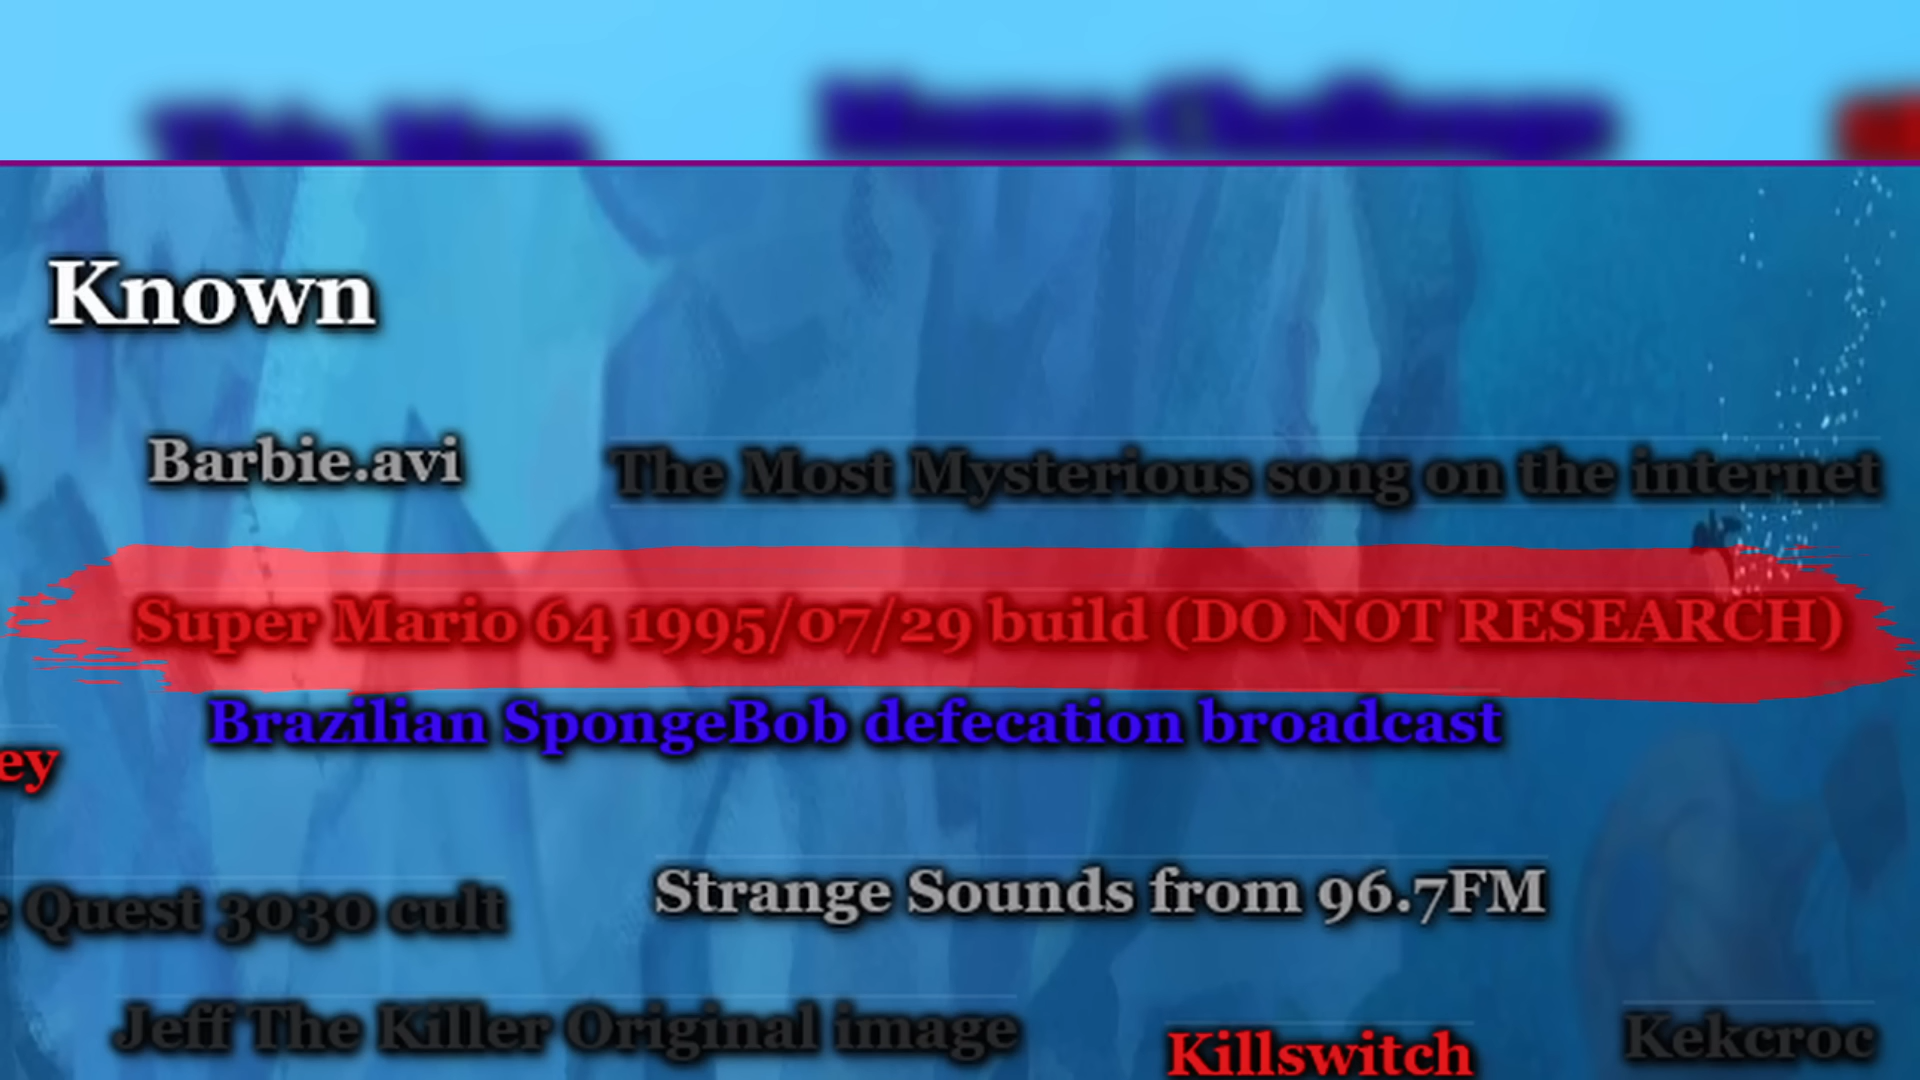 Known
Barbie.avi
The Most Mysterious song on the internet
Super Mario 64 1995/07/29 build (DO NOT RESEARCH)
Brazilian SpongeBob defecation broadcast
ey
Strange Sounds from 96.7FM
Quest 3030 cult
Jeff The Killer Original image
Killswitch
Kekcroc